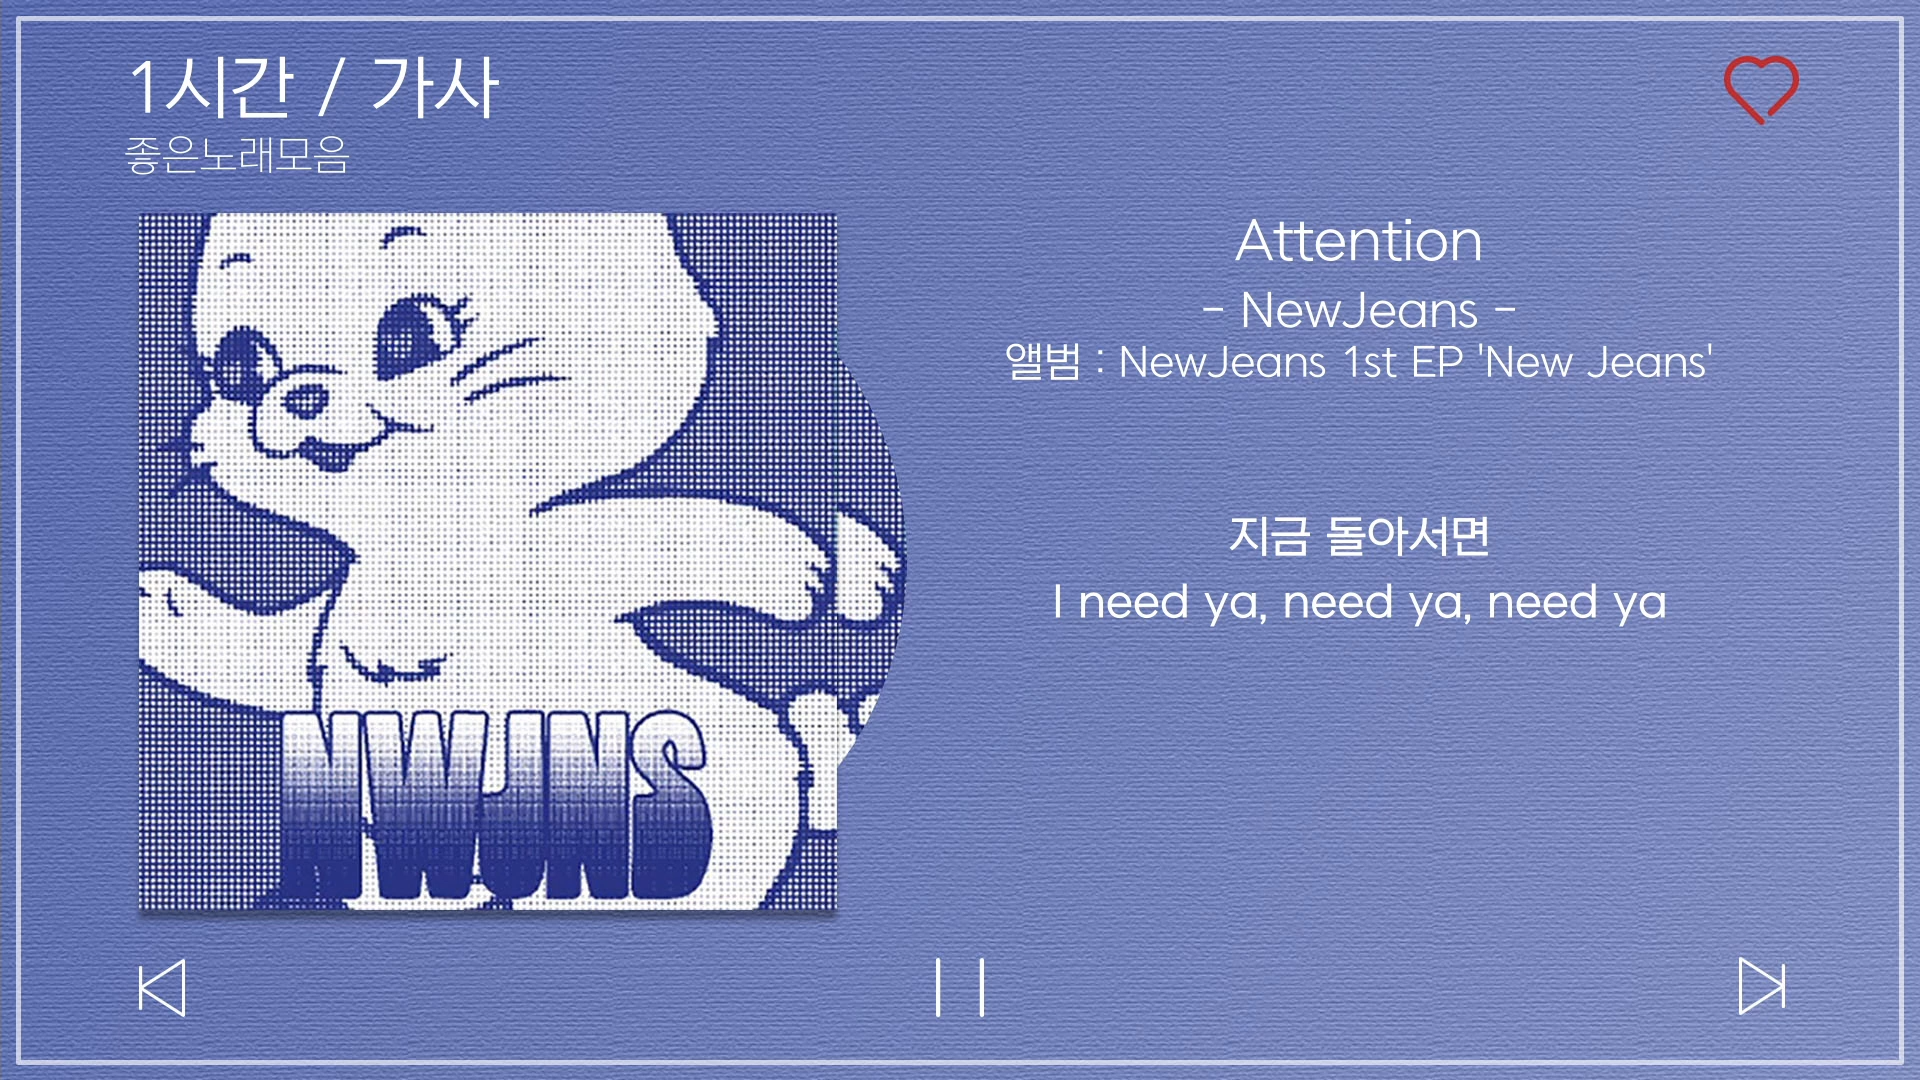 1시간 / 가사
좋은노래모음
Attention
- NewJeans -
앨범 : NewJeans 1st EP 'New Jeans'
지금 돌아서면
I need ya, need ya, need ya
NWJNS